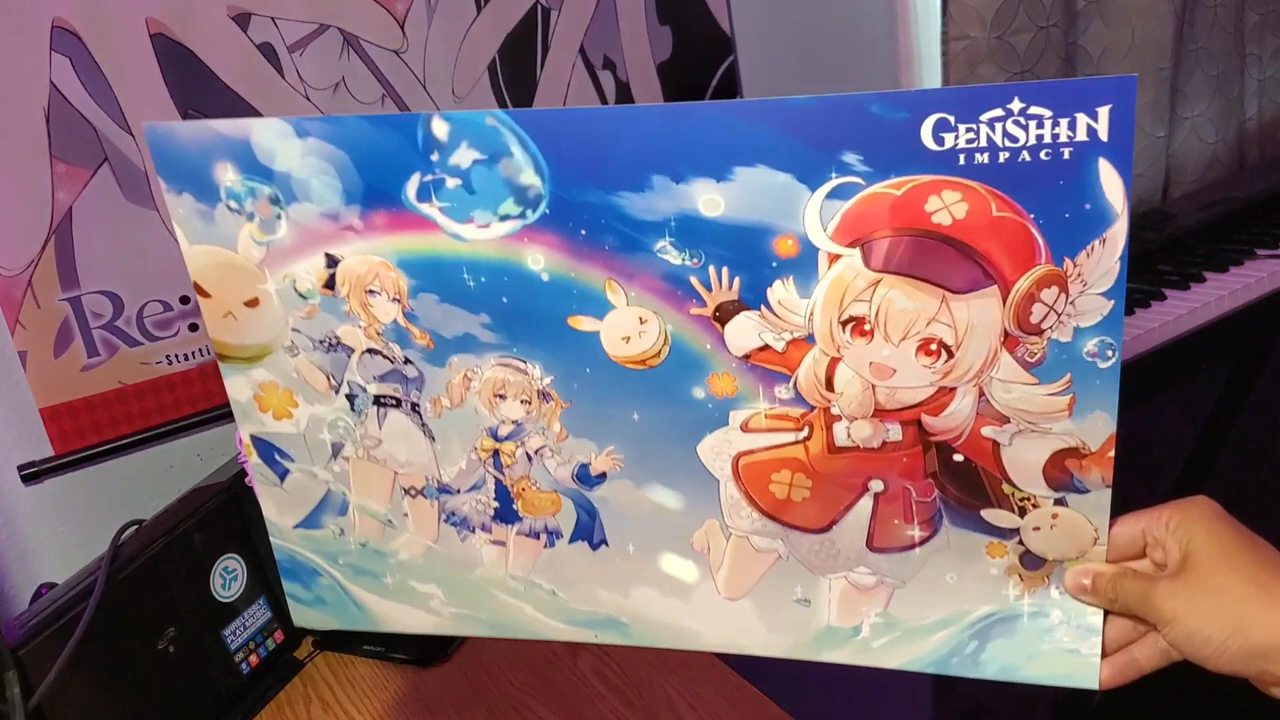 GENSHIN
IMPACT
Re:
-Starti
WIRELESSLY
PLAY MUSIC